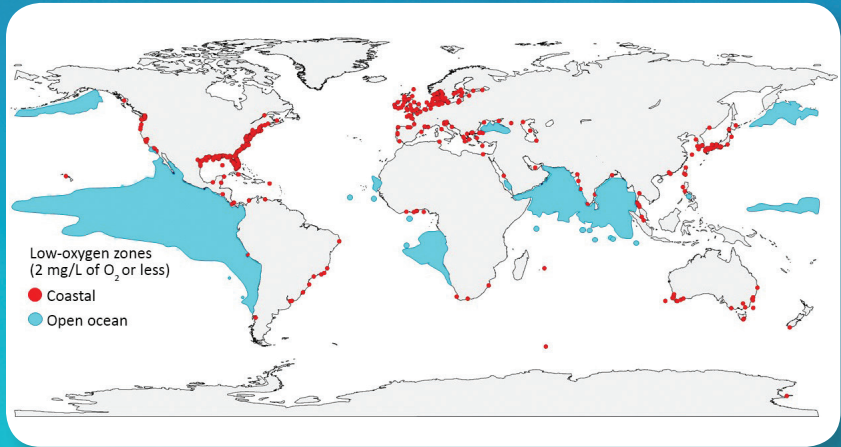 Low-oxygen zones
(2 mg/L of O₂ or less)
Coastal
Open ocean